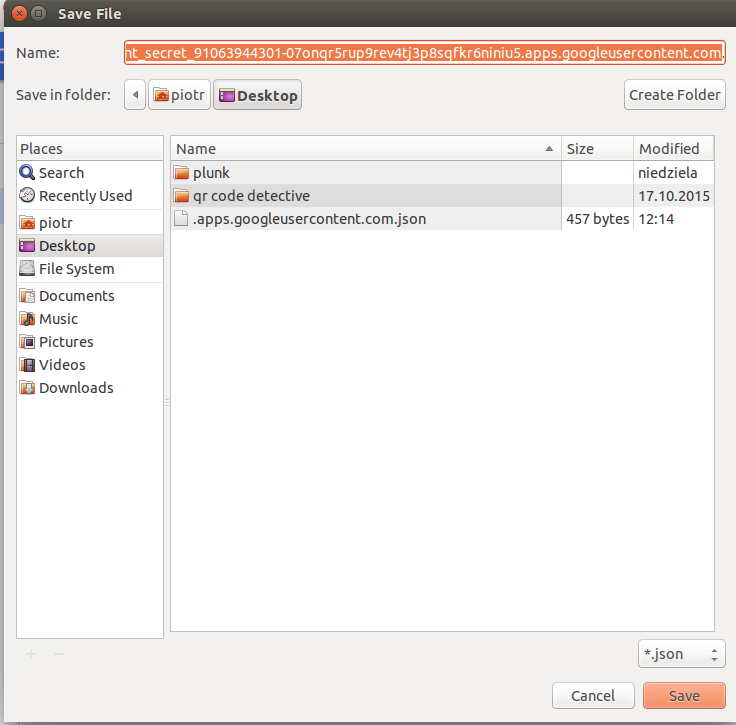 Save File
Name: nt_secret_91063944301-07onqr5rup9rev4tj3p8sqfkr6niniu5.apps.googleusercontent.com.
Save in folder: piotr Desktop Create Folder
Places Name Size Modified
Search plunk niedziela
Recently Used qr code detective 17.10.2015
piotr .apps.googleusercontent.com.json 457 bytes 12:14
Desktop
File System
Documents
Music
Pictures
Videos
Downloads
*.json
Cancel Save